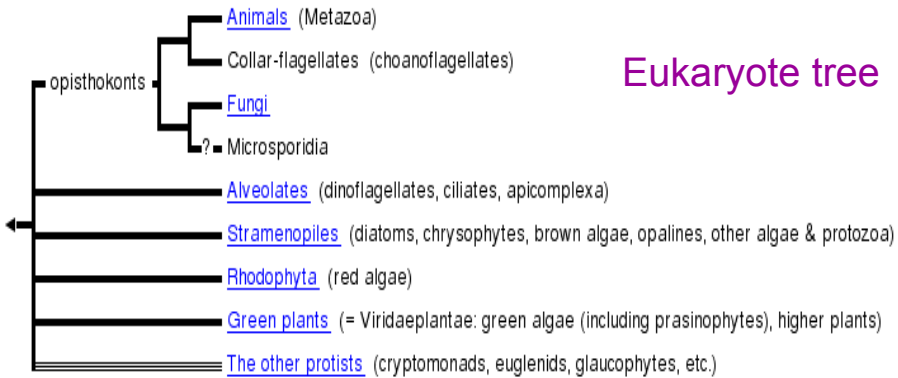 Animals (Metazoa)
Collar-flagellates (choanoflagellates)
Eukaryote tree
opisthokonts
Fungi
? Microsporidia
Alveolates (dinoflagellates, ciliates, apicomplexa)
Stramenopiles (diatoms, chrysophytes, brown algae, opalines, other algae & protozoa)
Rhodophyta (red algae)
Green plants (= Viridaeplantae: green algae (including prasinophytes), higher plants)
The other protists (cryptomonads, euglenids, glaucophytes, etc.)